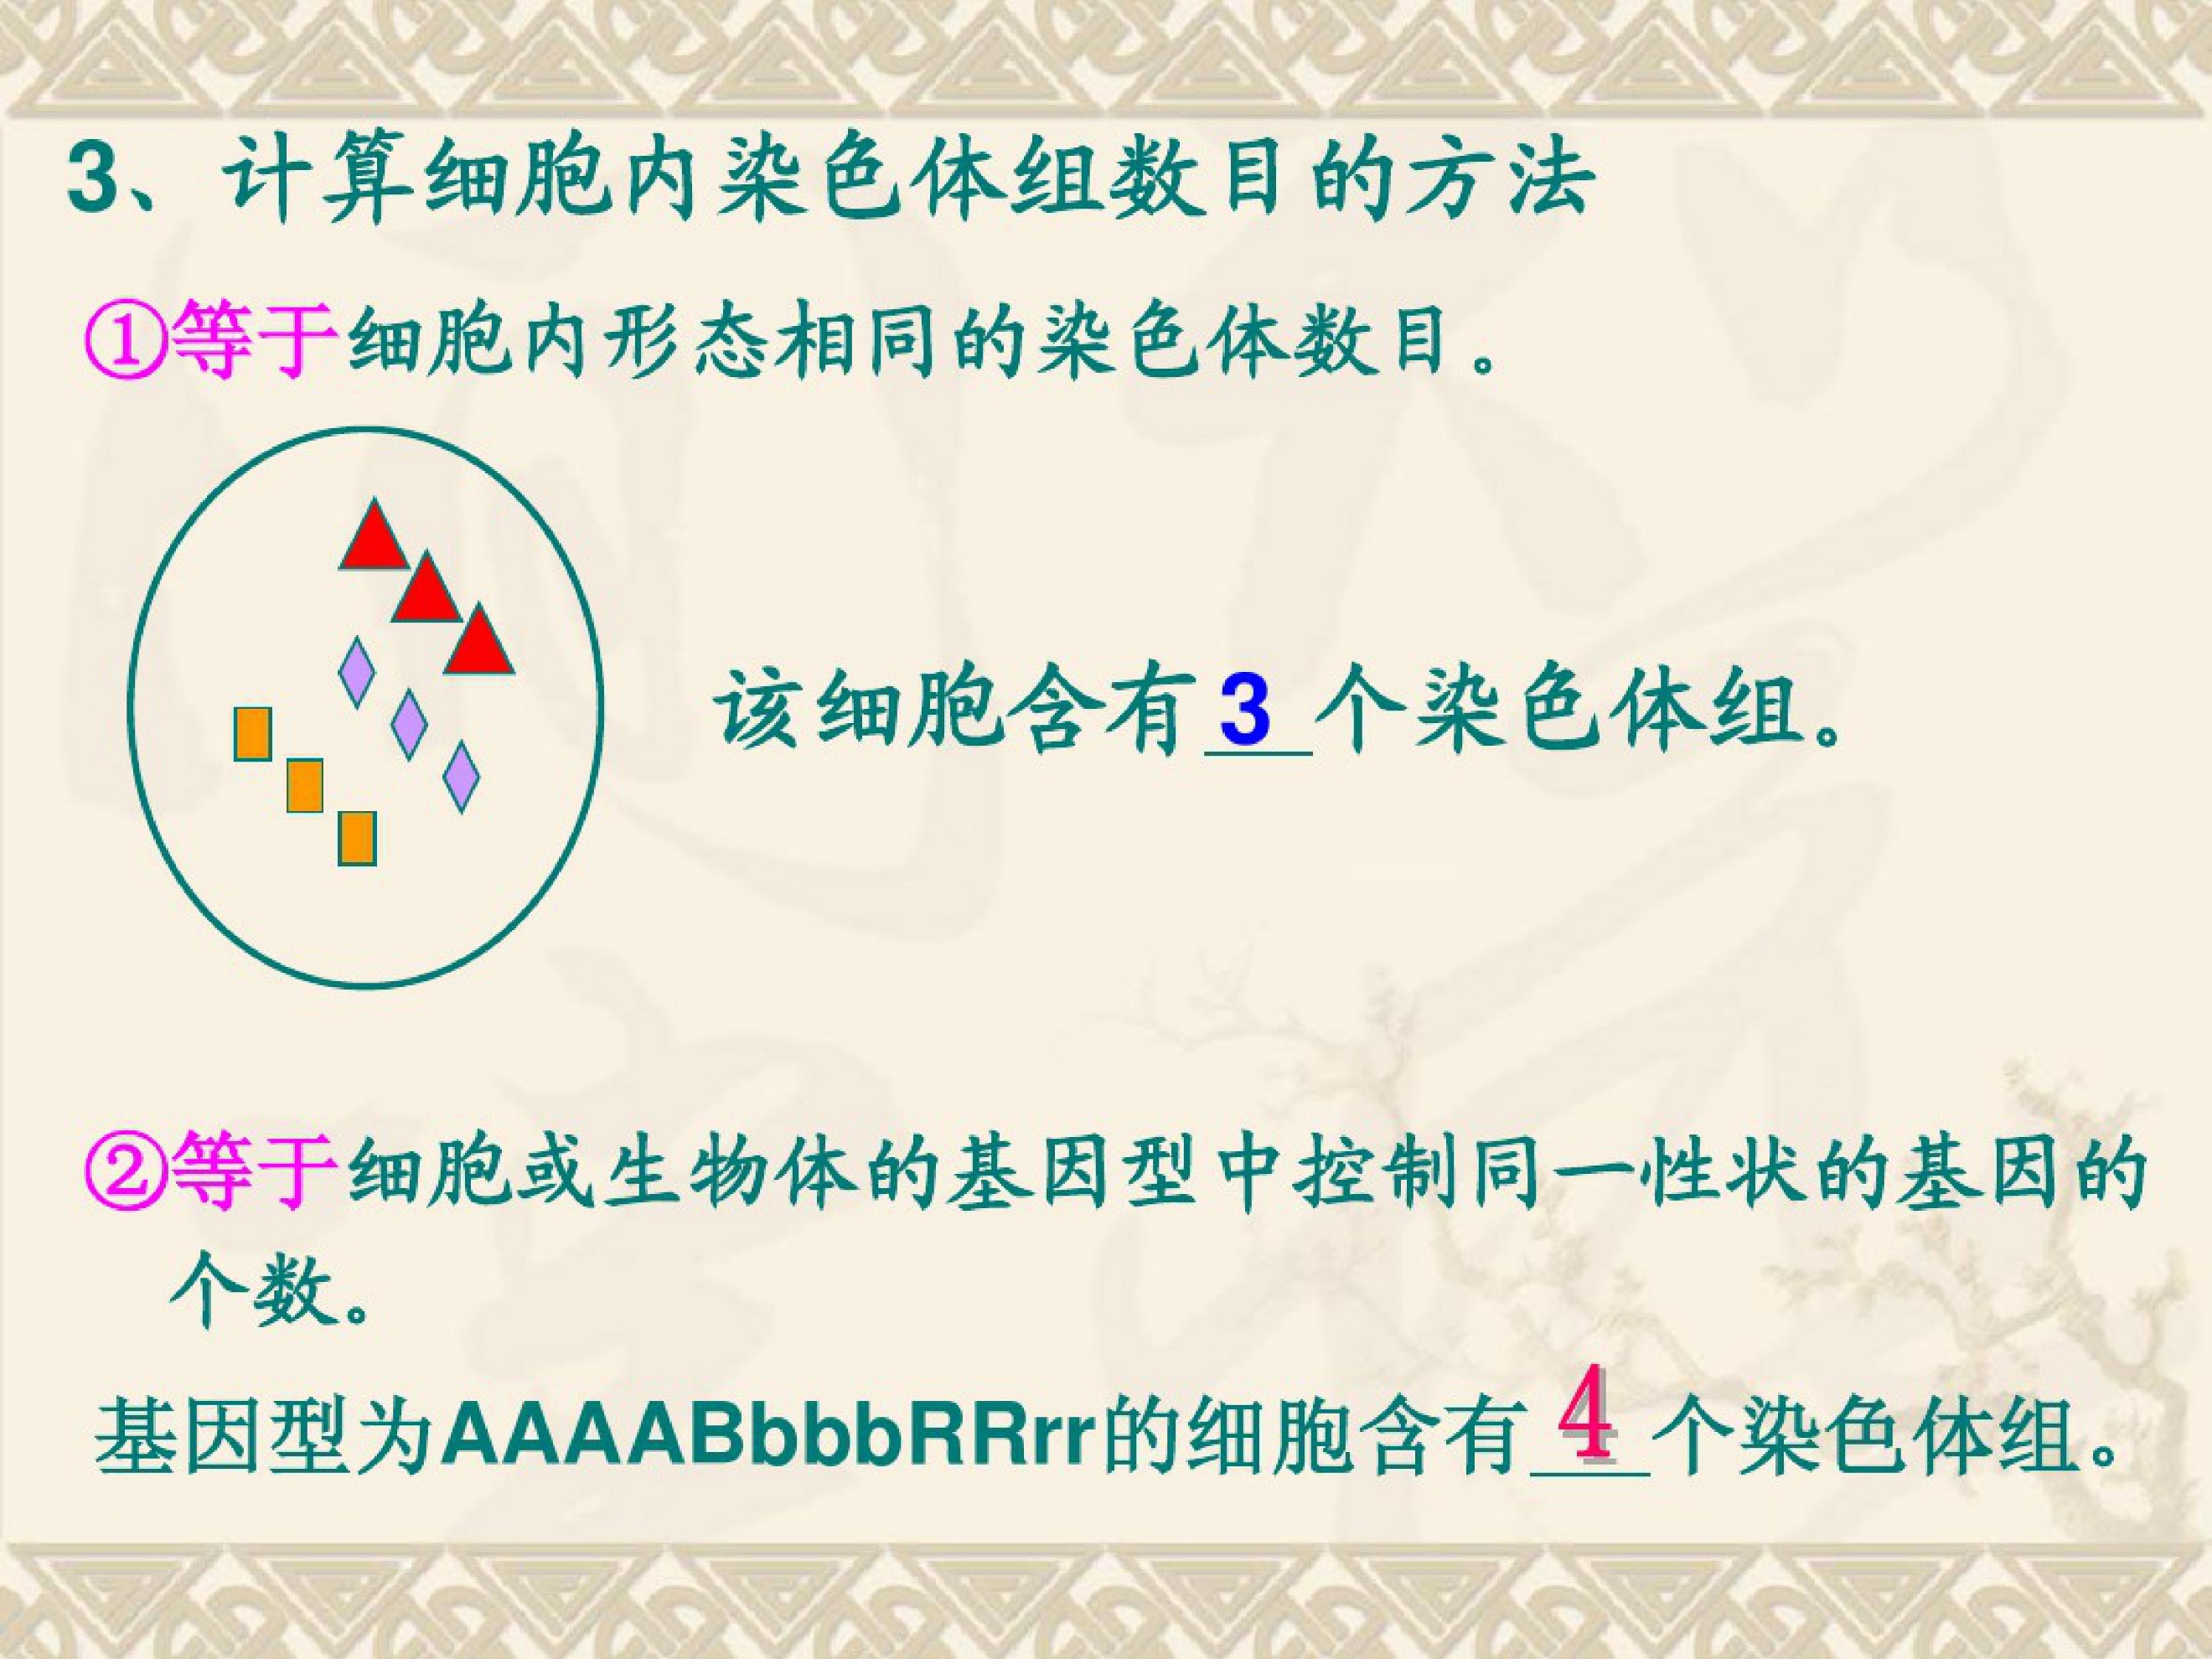 3、计算细胞内染色体组数目的方法
①等于细胞内形态相同的染色体数目。
该细胞含有3个染色体组。
②等于细胞或生物体的基因型中控制同一性状的基因的
个数。
基因型为AAAABbbbRRrr的细胞含有4个染色体组。